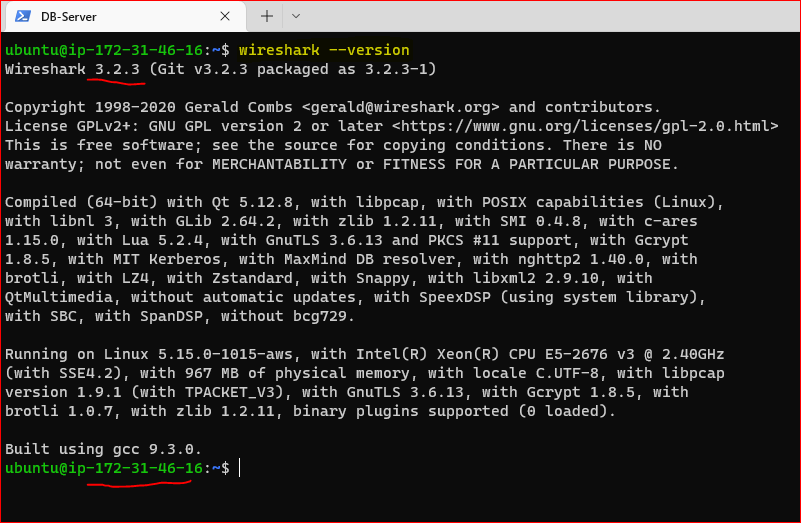 DB-Server
ubuntu@ip-172-31-46-16:~$ wireshark --version
Wireshark 3.2.3 (Git v3.2.3 packaged as 3.2.3-1)
Copyright 1998-2020 Gerald Combs <gerald@wireshark.org> and contributors.
License GPLv2+: GNU GPL version 2 or later <https://www.gnu.org/licenses/gpl-2.0.html>
This is free software; see the source for copying conditions. There is NO
warranty; not even for MERCHANTABILITY or FITNESS FOR A PARTICULAR PURPOSE.
Compiled (64-bit) with Qt 5.12.8, with libpcap, with POSIX capabilities (Linux),
with libnl 3, with GLib 2.64.2, with zlib 1.2.11, with SMI 0.4.8, with c-ares
1.15.0, with Lua 5.2.4, with GnuTLS 3.6.13 and PKCS #11 support, with Gcrypt
1.8.5, with MIT Kerberos, with MaxMind DB resolver, with nghttp2 1.40.0, with
brotli, with LZ4, with Zstandard, with Snappy, with libxml2 2.9.10, with
QtMultimedia, without automatic updates, with SpeexDSP (using system library),
with SBC, with SpanDSP, without bcg729.
Running on Linux 5.15.0-1015-aws, with Intel(R) Xeon(R) CPU E5-2676 v3 @ 2.40GHz
(with SSE4.2), with 967 MB of physical memory, with locale C.UTF-8, with libpcap
version 1.9.1 (with TPACKET_V3), with GnuTLS 3.6.13, with Gcrypt 1.8.5, with
brotli 1.0.7, with zlib 1.2.11, binary plugins supported (0 loaded).
Built using gcc 9.3.0.
ubuntu@ip-172-31-46-16:~$